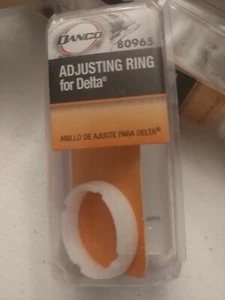 DANCO
80965
ADJUSTING RING
for Delta®
ANILLO DE AJUSTE PARA DELTA®